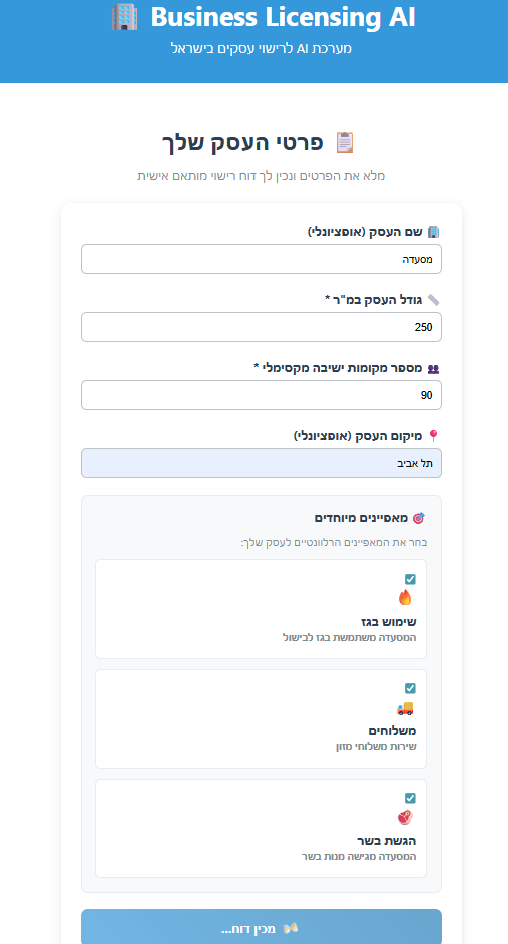 Business Licensing AI
מערכת AI לרישוי עסקים בישראל
פרטי העסק שלך
מלא את הפרטים ונכין לך דוח רישוי מותאם אישית
שם העסק (אופציונלי)
מסעדה
גודל העסק במ"ר *
250
מספר מקומות ישיבה מקסימלי *
90
מיקום העסק (אופציונלי)
תל אביב
מאפיינים מיוחדים
בחר את המאפיינים הרלוונטיים לעסק שלך:
שימוש בגז
המסעדה משתמשת בגז לבישול
משלוחים
שירות משלוחי מזון
הגשת בשר
המסעדה מגישה מנות בשר
מכין דוח...